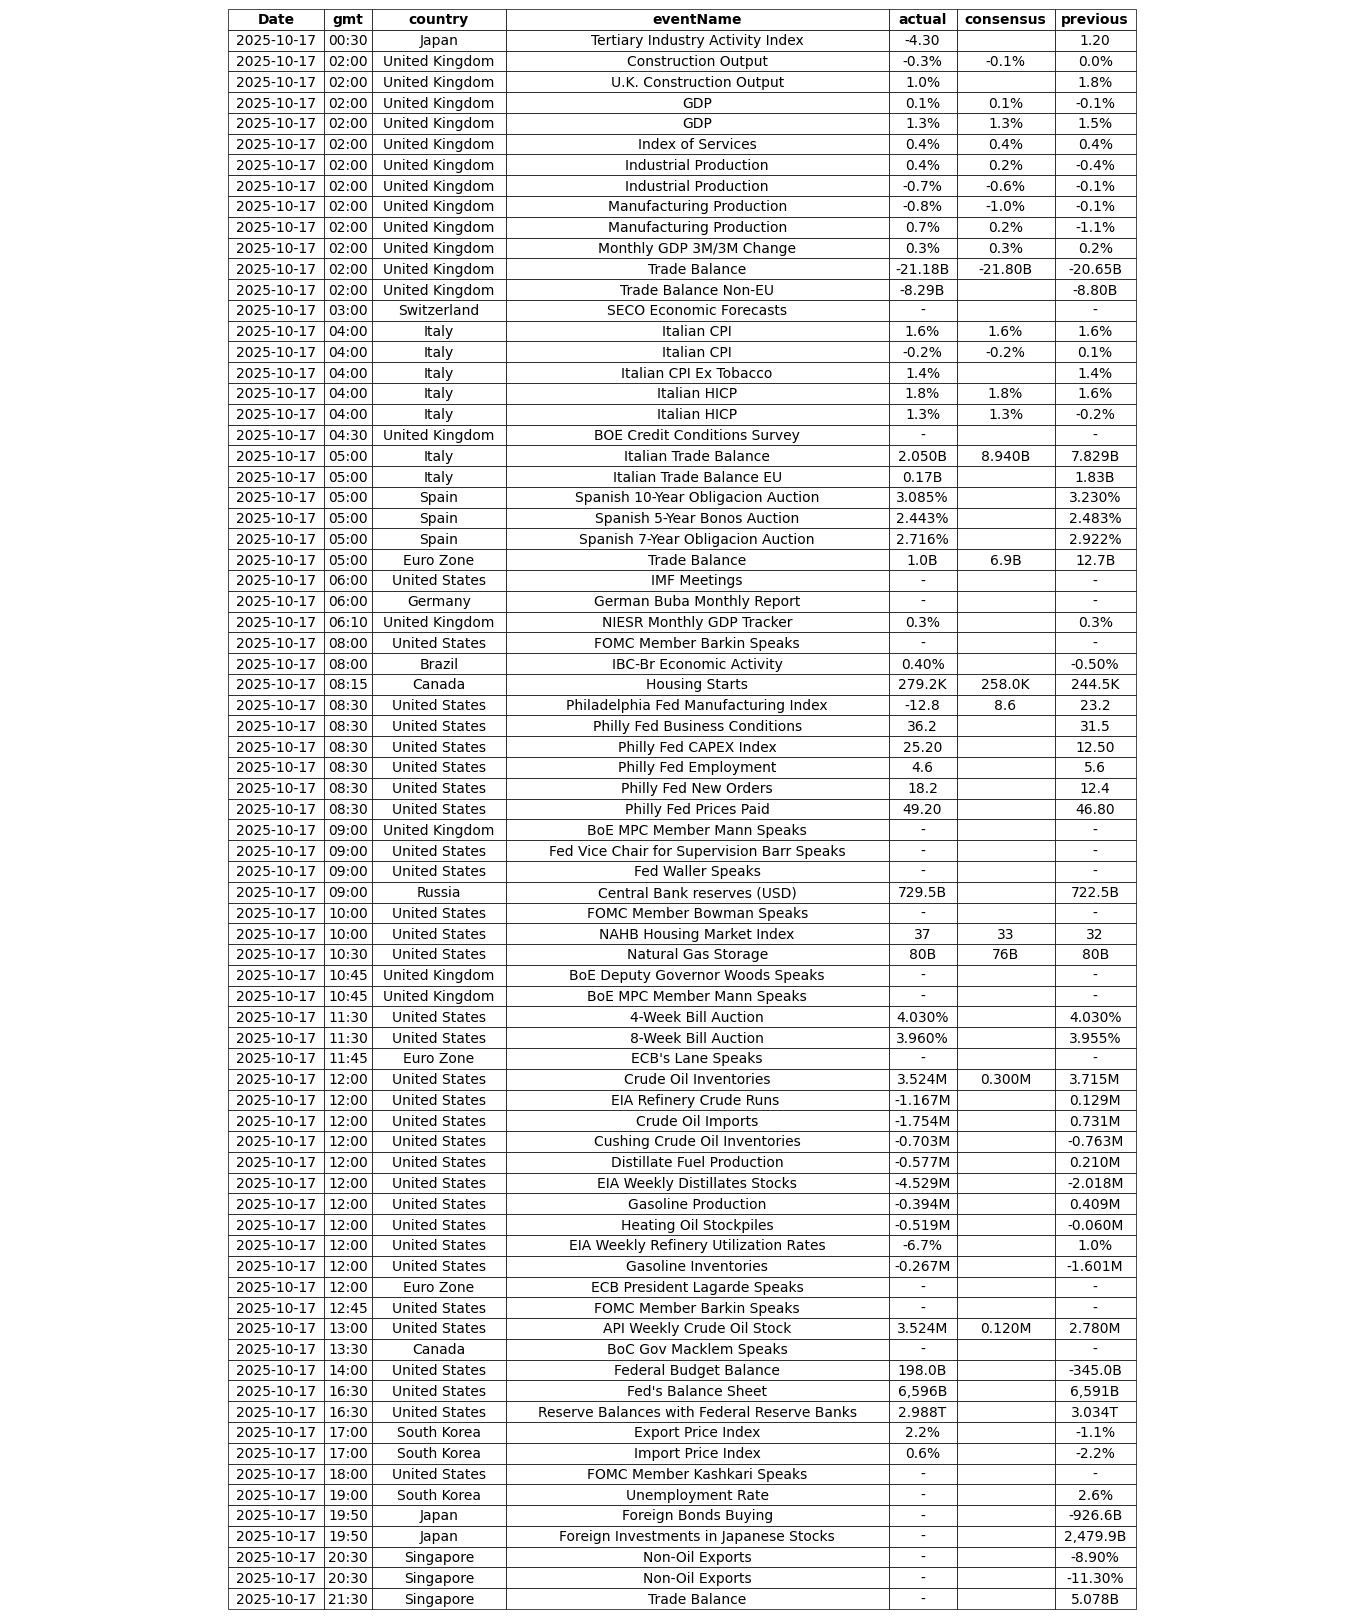 Date gmt country eventName actual consensus previous
2025-10-17 00:30 Japan Tertiary Industry Activity Index -4.30 1.20
2025-10-17 02:00 United Kingdom Construction Output -0.3% -0.1% 0.0%
2025-10-17 02:00 United Kingdom U.K. Construction Output 1.0% 1.8%
2025-10-17 02:00 United Kingdom GDP 0.1% 0.1% -0.1%
2025-10-17 02:00 United Kingdom GDP 1.3% 1.3% 1.5%
2025-10-17 02:00 United Kingdom Index of Services 0.4% 0.4% 0.4%
2025-10-17 02:00 United Kingdom Industrial Production 0.4% 0.2% -0.4%
2025-10-17 02:00 United Kingdom Industrial Production -0.7% -0.6% -0.1%
2025-10-17 02:00 United Kingdom Manufacturing Production -0.8% -1.0% -0.1%
2025-10-17 02:00 United Kingdom Manufacturing Production 0.7% 0.2% -1.1%
2025-10-17 02:00 United Kingdom Monthly GDP 3M/3M Change 0.3% 0.3% 0.2%
2025-10-17 02:00 United Kingdom Trade Balance -21.18B -21.80B -20.65B
2025-10-17 02:00 United Kingdom Trade Balance Non-EU -8.29B -8.80B
2025-10-17 03:00 Switzerland SECO Economic Forecasts - -
2025-10-17 04:00 Italy Italian CPI 1.6% 1.6% 1.6%
2025-10-17 04:00 Italy Italian CPI -0.2% -0.2% 0.1%
2025-10-17 04:00 Italy Italian CPI Ex Tobacco 1.4% 1.4%
2025-10-17 04:00 Italy Italian HICP 1.8% 1.8% 1.6%
2025-10-17 04:00 Italy Italian HICP 1.3% 1.3% -0.2%
2025-10-17 04:30 United Kingdom BOE Credit Conditions Survey - -
2025-10-17 05:00 Italy Italian Trade Balance 2.050B 8.940B 7.829B
2025-10-17 05:00 Italy Italian Trade Balance EU 0.17B 1.83B
2025-10-17 05:00 Spain Spanish 10-Year Obligacion Auction 3.085% 3.230%
2025-10-17 05:00 Spain Spanish 5-Year Bonos Auction 2.443% 2.483%
2025-10-17 05:00 Spain Spanish 7-Year Obligacion Auction 2.716% 2.922%
2025-10-17 05:00 Euro Zone Trade Balance 1.0B 6.9B 12.7B
2025-10-17 06:00 United States IMF Meetings - -
2025-10-17 06:00 Germany German Buba Monthly Report - -
2025-10-17 06:10 United Kingdom NIESR Monthly GDP Tracker 0.3% 0.3%
2025-10-17 08:00 United States FOMC Member Barkin Speaks - -
2025-10-17 08:00 Brazil IBC-Br Economic Activity 0.40% -0.50%
2025-10-17 08:15 Canada Housing Starts 279.2K 258.0K 244.5K
2025-10-17 08:30 United States Philadelphia Fed Manufacturing Index -12.8 8.6 23.2
2025-10-17 08:30 United States Philly Fed Business Conditions 36.2 31.5
2025-10-17 08:30 United States Philly Fed CAPEX Index 25.20 12.50
2025-10-17 08:30 United States Philly Fed Employment 4.6 5.6
2025-10-17 08:30 United States Philly Fed New Orders 18.2 12.4
2025-10-17 08:30 United States Philly Fed Prices Paid 49.20 46.80
2025-10-17 09:00 United Kingdom BoE MPC Member Mann Speaks - -
2025-10-17 09:00 United States Fed Vice Chair for Supervision Barr Speaks - -
2025-10-17 09:00 United States Fed Waller Speaks - -
2025-10-17 09:00 Russia Central Bank reserves (USD) 729.5B 722.5B
2025-10-17 10:00 United States FOMC Member Bowman Speaks - -
2025-10-17 10:00 United States NAHB Housing Market Index 37 33 32
2025-10-17 10:30 United States Natural Gas Storage 80B 76B 80B
2025-10-17 10:45 United Kingdom BoE Deputy Governor Woods Speaks - -
2025-10-17 10:45 United Kingdom BoE MPC Member Mann Speaks - -
2025-10-17 11:30 United States 4-Week Bill Auction 4.030% 4.030%
2025-10-17 11:30 United States 8-Week Bill Auction 3.960% 3.955%
2025-10-17 11:45 Euro Zone ECB's Lane Speaks - -
2025-10-17 12:00 United States Crude Oil Inventories 3.524M 0.300M 3.715M
2025-10-17 12:00 United States EIA Refinery Crude Runs -1.167M 0.129M
2025-10-17 12:00 United States Crude Oil Imports -1.754M 0.731M
2025-10-17 12:00 United States Cushing Crude Oil Inventories -0.703M -0.763M
2025-10-17 12:00 United States Distillate Fuel Production -0.577M 0.210M
2025-10-17 12:00 United States EIA Weekly Distillates Stocks -4.529M -2.018M
2025-10-17 12:00 United States Gasoline Production -0.394M 0.409M
2025-10-17 12:00 United States Heating Oil Stockpiles -0.519M -0.060M
2025-10-17 12:00 United States EIA Weekly Refinery Utilization Rates -6.7% 1.0%
2025-10-17 12:00 United States Gasoline Inventories -0.267M -1.601M
2025-10-17 12:00 Euro Zone ECB President Lagarde Speaks - -
2025-10-17 12:45 United States FOMC Member Barkin Speaks - -
2025-10-17 13:00 United States API Weekly Crude Oil Stock 3.524M 0.120M 2.780M
2025-10-17 13:30 Canada BoC Gov Macklem Speaks - -
2025-10-17 14:00 United States Federal Budget Balance 198.0B -345.0B
2025-10-17 16:30 United States Fed's Balance Sheet 6,596B 6,591B
2025-10-17 16:30 United States Reserve Balances with Federal Reserve Banks 2.988T 3.034T
2025-10-17 17:00 South Korea Export Price Index 2.2% -1.1%
2025-10-17 17:00 South Korea Import Price Index 0.6% -2.2%
2025-10-17 18:00 United States FOMC Member Kashkari Speaks - -
2025-10-17 19:00 South Korea Unemployment Rate - 2.6%
2025-10-17 19:50 Japan Foreign Bonds Buying - -926.6B
2025-10-17 19:50 Japan Foreign Investments in Japanese Stocks - 2,479.9B
2025-10-17 20:30 Singapore Non-Oil Exports - -8.90%
2025-10-17 20:30 Singapore Non-Oil Exports - -11.30%
2025-10-17 21:30 Singapore Trade Balance - 5.078B